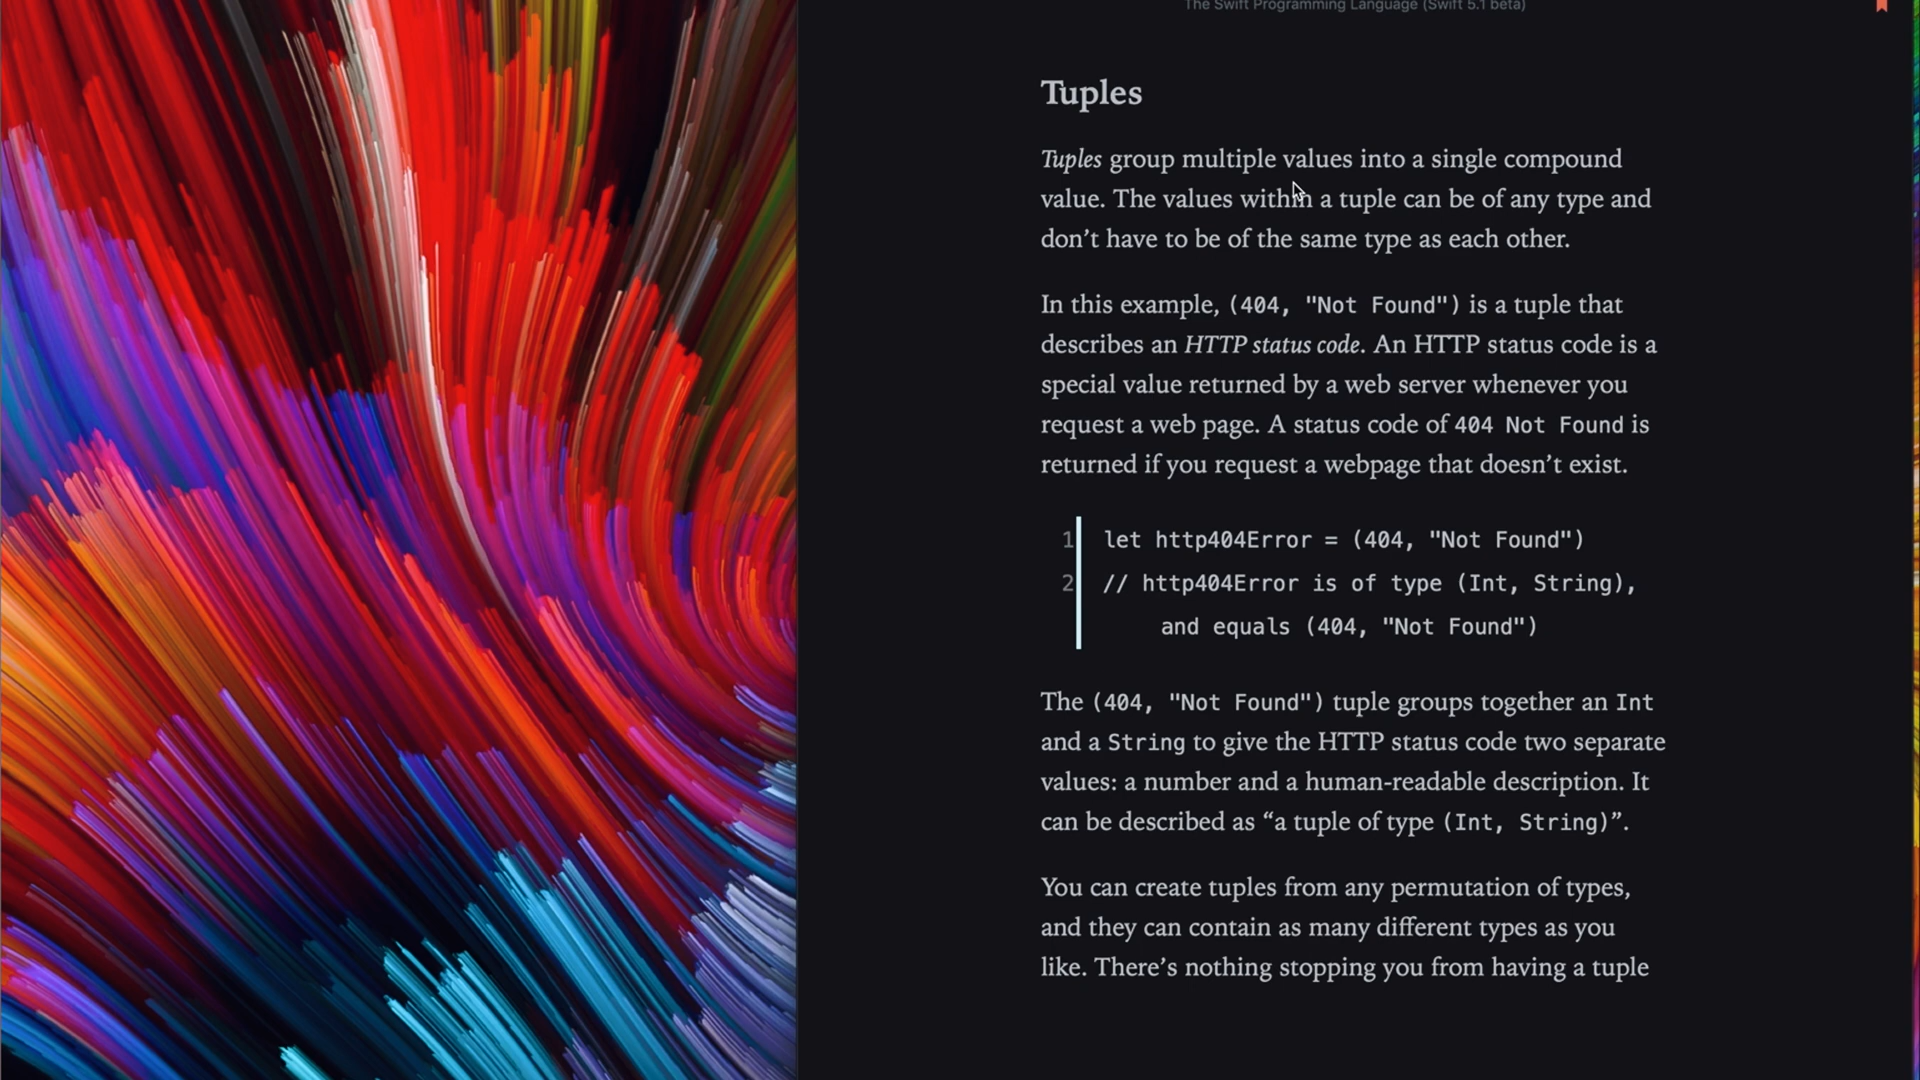 The Swift Programming Language (Swift 5.1 beta)
Tuples
Tuples group multiple values into a single compound
value. The values within a tuple can be of any type and
don’t have to be of the same type as each other.
In this example, (404, "Not Found") is a tuple that
describes an HTTP status code. An HTTP status code is a
special value returned by a web server whenever you
request a web page. A status code of 404 Not Found is
returned if you request a webpage that doesn’t exist.
1 let http404Error = (404, "Not Found")
2 // http404Error is of type (Int, String),
and equals (404, "Not Found")
The (404, "Not Found") tuple groups together an Int
and a String to give the HTTP status code two separate
values: a number and a human-readable description. It
can be described as “a tuple of type (Int, String)”.
You can create tuples from any permutation of types,
and they can contain as many different types as you
like. There’s nothing stopping you from having a tuple